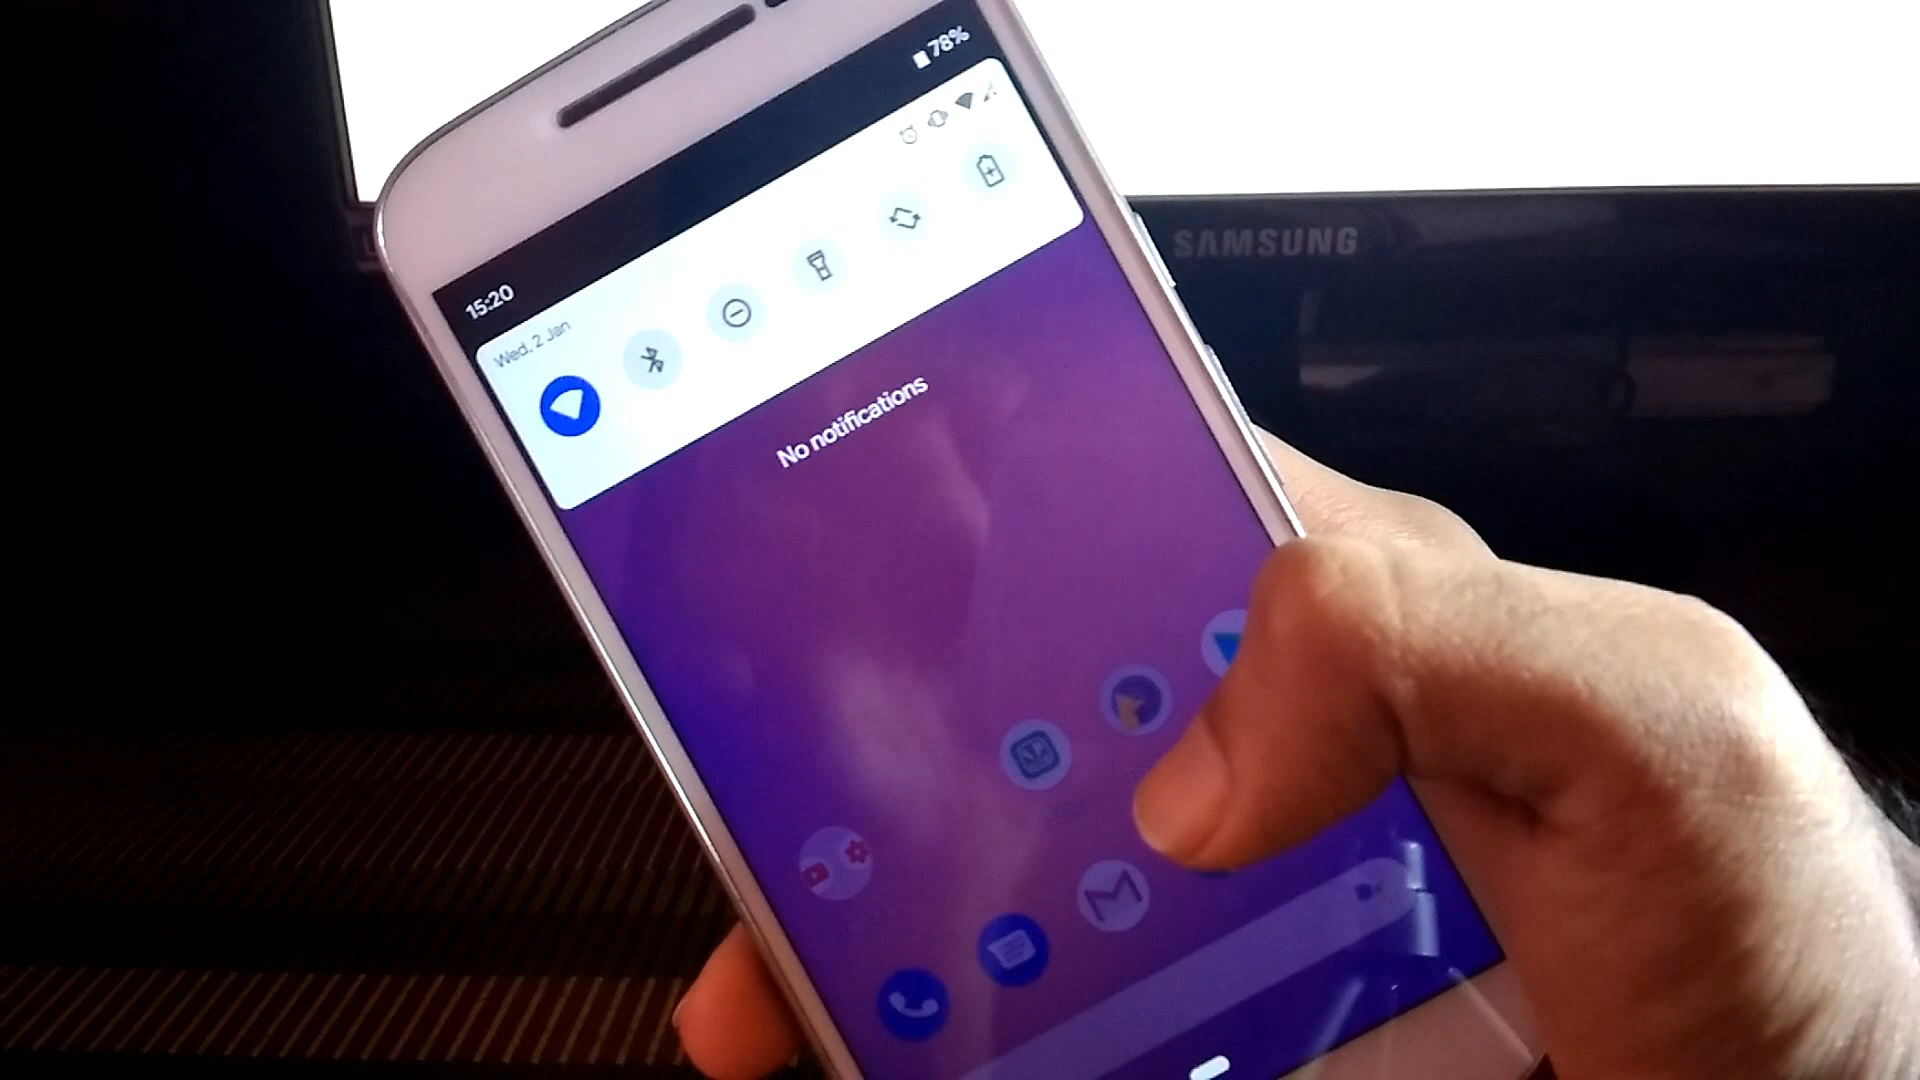 78%
15:20
Wed, 2 Jan
No notifications
SAMSUNG